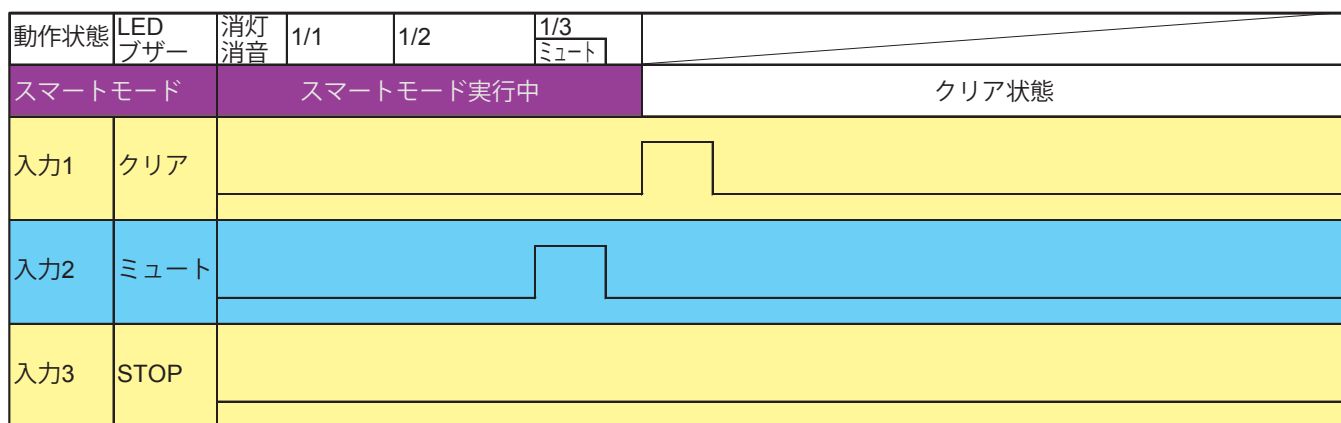 動作状態
LED
ブザー
消灯
消音
1/1
1/2
1/3
ミュート
スマートモード
スマートモード実行中
クリア状態
入力1
クリア
入力2
ミュート
入力3
STOP